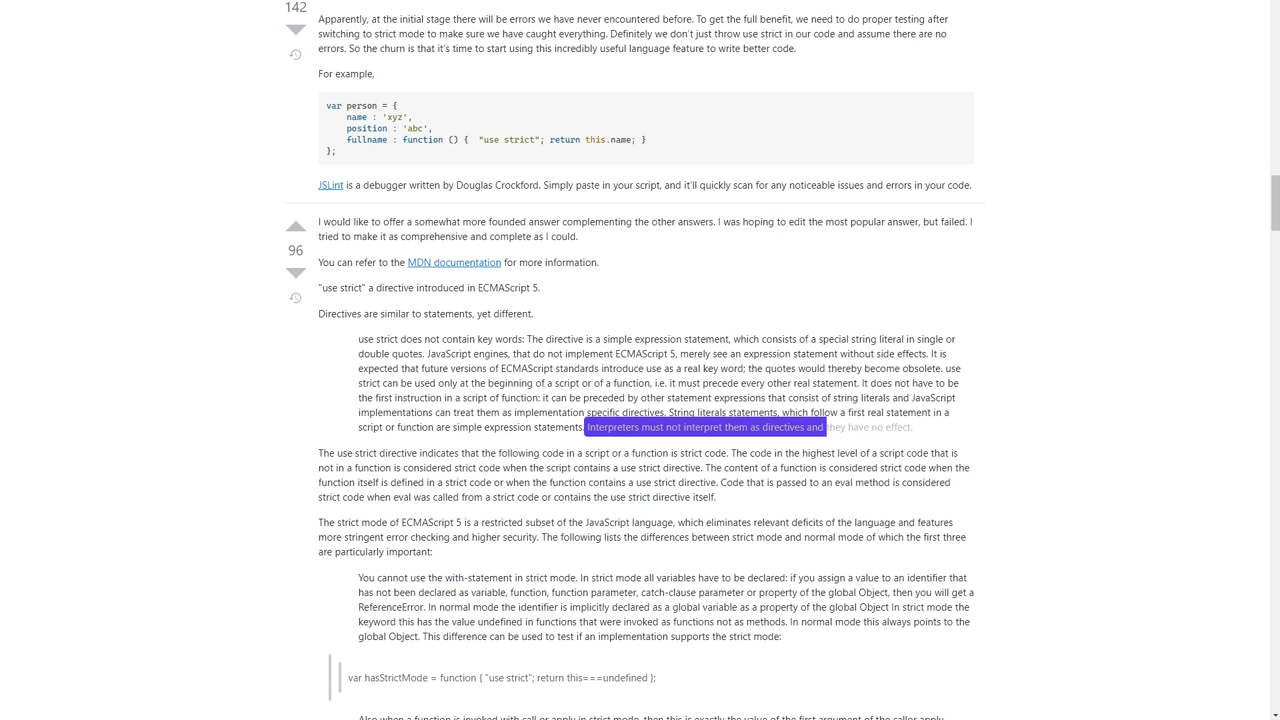 142
Apparently, at the initial stage there will be errors we have never encountered before. To get the full benefit, we need to do proper testing after
switching to strict mode to make sure we have caught everything. Definitely we don't just throw use strict in our code and assume there are no
errors. So the churn is that it's time to start using this incredibly useful language feature to write better code.
For example,
var person = {
    name : 'xyz',
    position : 'abc',
    fullname : function () {  "use strict"; return this.name; }
};
JSLint is a debugger written by Douglas Crockford. Simply paste in your script, and it'll quickly scan for any noticeable issues and errors in your code.
I would like to offer a somewhat more founded answer complementing the other answers. I was hoping to edit the most popular answer, but failed. I
tried to make it as comprehensive and complete as I could.
96
You can refer to the MDN documentation for more information.
"use strict" a directive introduced in ECMAScript 5.
Directives are similar to statements, yet different.
use strict does not contain key words: The directive is a simple expression statement, which consists of a special string literal in single or
double quotes. JavaScript engines, that do not implement ECMAScript 5, merely see an expression statement without side effects. It is
expected that future versions of ECMAScript standards introduce use as a real key word; the quotes would thereby become obsolete. use
strict can be used only at the beginning of a script or of a function, i.e. it must precede every other real statement. It does not have to be
the first instruction in a script of function: it can be preceded by other statement expressions that consist of string literals and JavaScript
implementations can treat them as implementation specific directives. String literals statements, which follow a first real statement in a
script or function are simple expression statements. Interpreters must not interpret them as directives and they have no effect.
The use strict directive indicates that the following code in a script or a function is strict code. The code in the highest level of a script code that is
not in a function is considered strict code when the script contains a use strict directive. The content of a function is considered strict code when the
function itself is defined in a strict code or when the function contains a use strict directive. Code that is passed to an eval method is considered
strict code when eval was called from a strict code or contains the use strict directive itself.
The strict mode of ECMAScript 5 is a restricted subset of the JavaScript language, which eliminates relevant deficits of the language and features
more stringent error checking and higher security. The following lists the differences between strict mode and normal mode of which the first three
are particularly important:
You cannot use the with-statement in strict mode. In strict mode all variables have to be declared: if you assign a value to an identifier that
has not been declared as variable, function, function parameter, catch-clause parameter or property of the global Object, then you will get a
ReferenceError. In normal mode the identifier is implicitly declared as a global variable as a property of the global Object In strict mode the
keyword this has the value undefined in functions that were invoked as functions not as methods. In normal mode this always points to the
global Object. This difference can be used to test if an implementation supports the strict mode:
var hasStrictMode = function { "use strict"; return this===undefined };
Also when a function is invoked with call or apply in strict mode, then this is exactly the value of the first argument of the caller apply